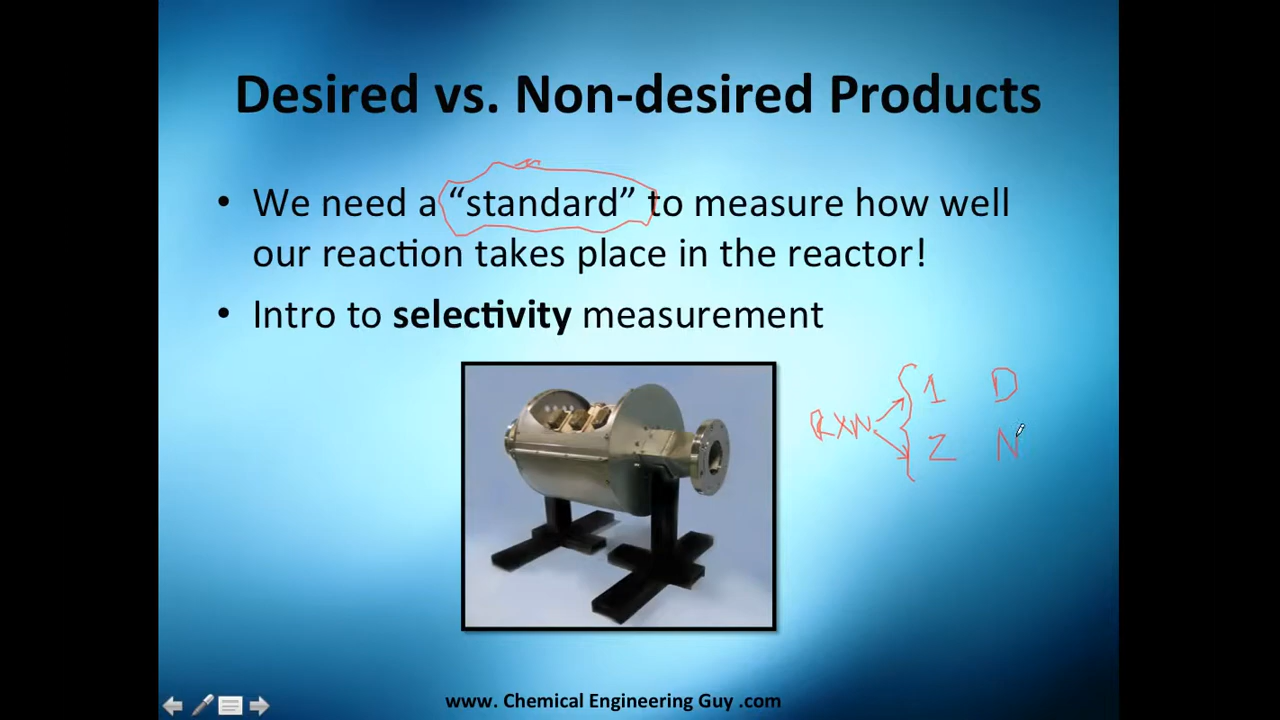 Desired vs. Non-desired Products
• We need a “standard” to measure how well
our reaction takes place in the reactor!
• Intro to selectivity measurement
RXN
1 D
2 N
www. Chemical Engineering Guy .com